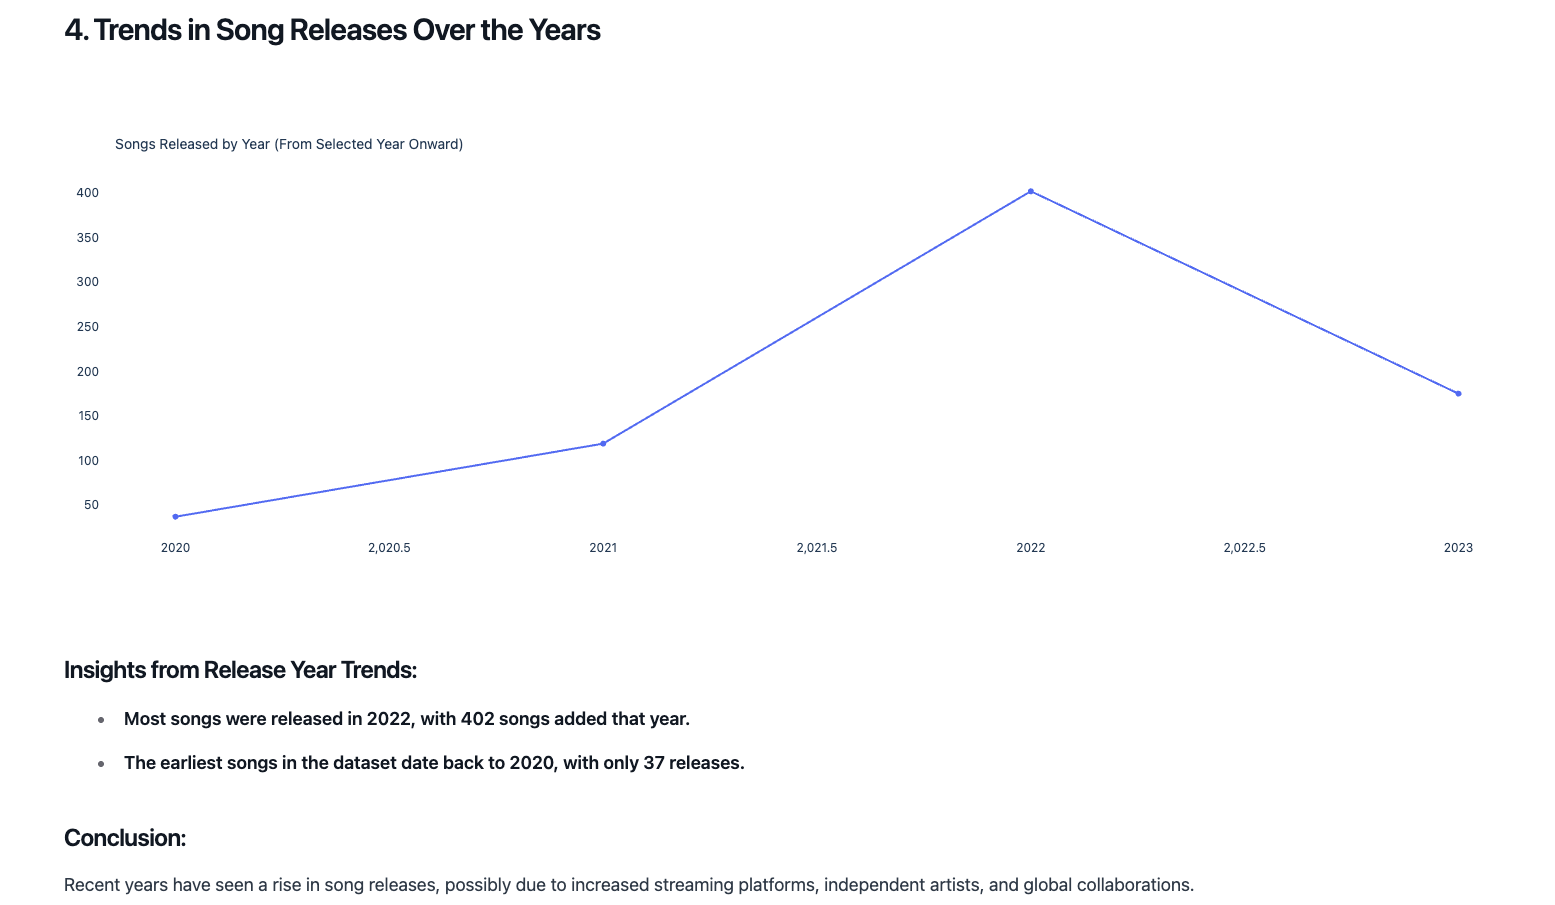 4. Trends in Song Releases Over the Years
Songs Released by Year (From Selected Year Onward)
400
350
300
250
200
150
100
50
2020 2,020.5 2021 2,021.5 2022 2,022.5 2023
Insights from Release Year Trends:
• Most songs were released in 2022, with 402 songs added that year.
• The earliest songs in the dataset date back to 2020, with only 37 releases.
Conclusion:
Recent years have seen a rise in song releases, possibly due to increased streaming platforms, independent artists, and global collaborations.